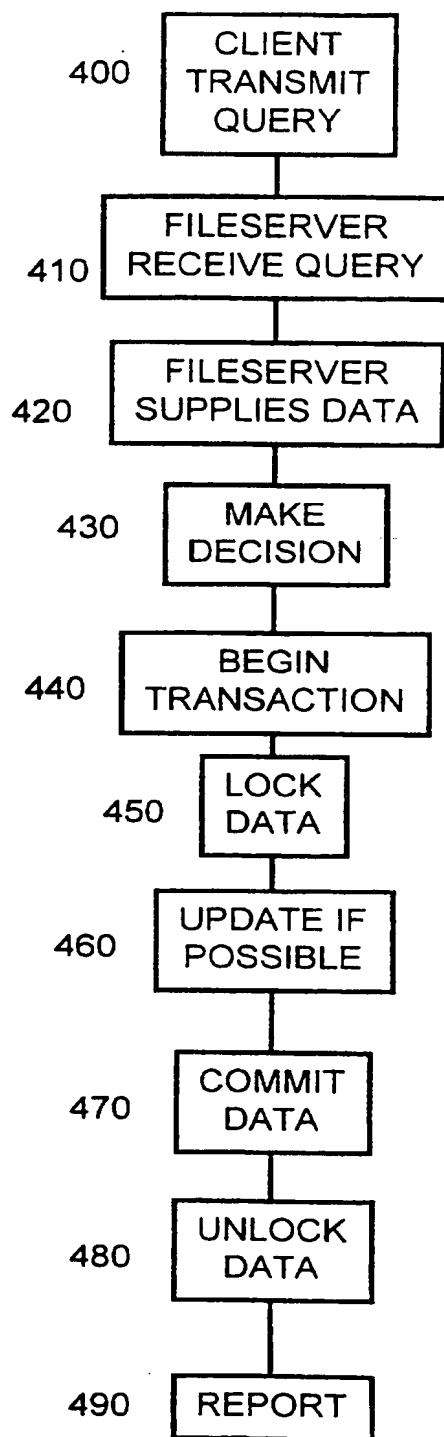 400
CLIENT
TRANSMIT
QUERY
410
FILESERVER
RECEIVE QUERY
420
FILESERVER
SUPPLIES DATA
430
MAKE
DECISION
440
BEGIN
TRANSACTION
450
LOCK
DATA
460
UPDATE IF
POSSIBLE
470
COMMIT
DATA
480
UNLOCK
DATA
490
REPORT